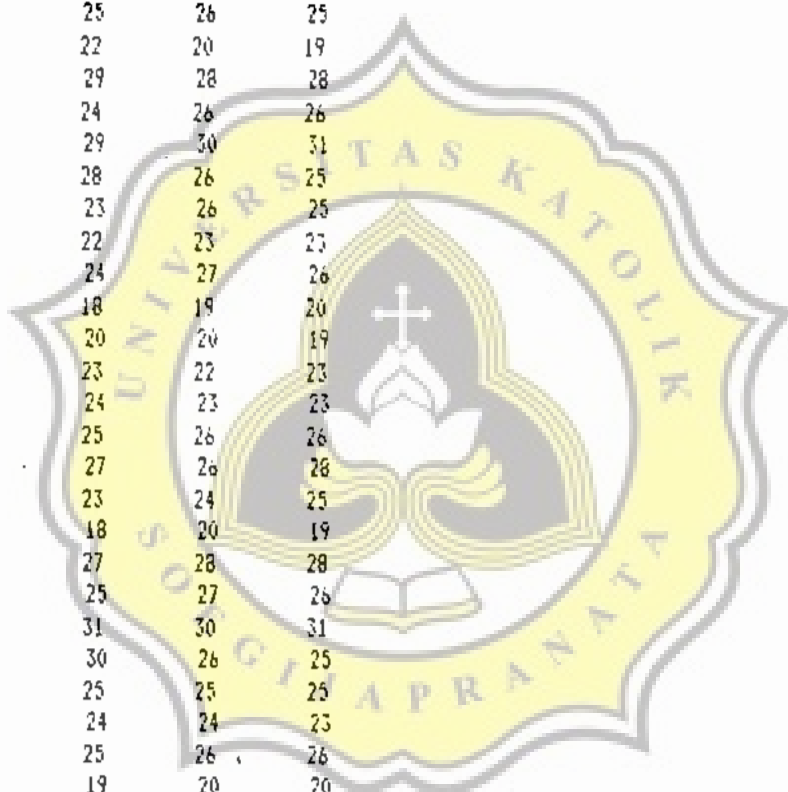 25 26 25
22 20 19
29 28 28
24 26 26
29 30 31
28 26 25
23 26 25
22 23 23
24 27 26
18 19 20
20 20 19
23 22 23
24 23 23
25 26 26
27 26 28
23 24 25
18 20 19
27 28 28
25 27 26
31 30 31
30 26 25
25 25 25
24 24 23
25 26 26
19 20 20
UNIVERSITAS KATOLIK
SOEGIJAPRANATA